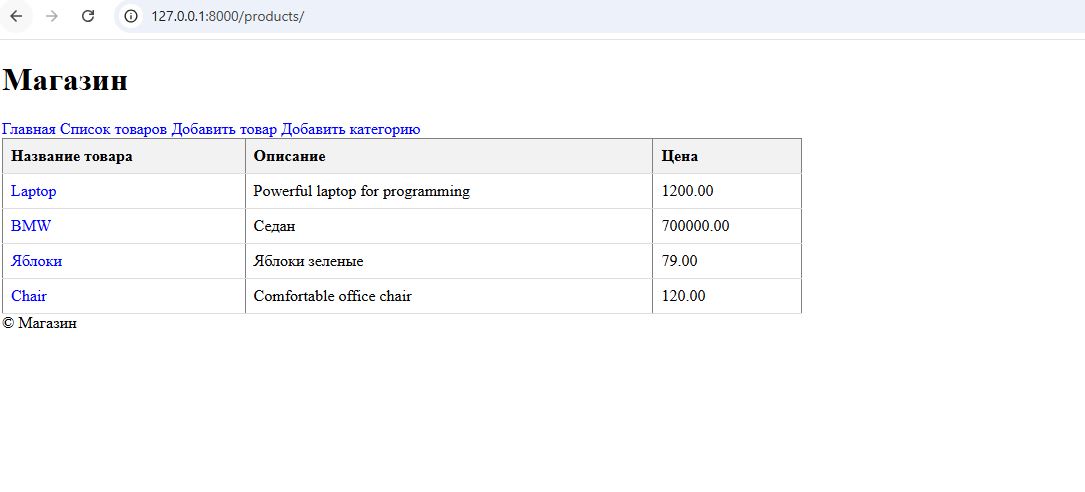 127.0.0.1:8000/products/
Магазин
Главная Список товаров Добавить товар Добавить категорию
Название товара Описание Цена
Laptop Powerful laptop for programming 1200.00
BMW Седан 700000.00
Яблоки Яблоки зеленые 79.00
Chair Comfortable office chair 120.00
© Магазин